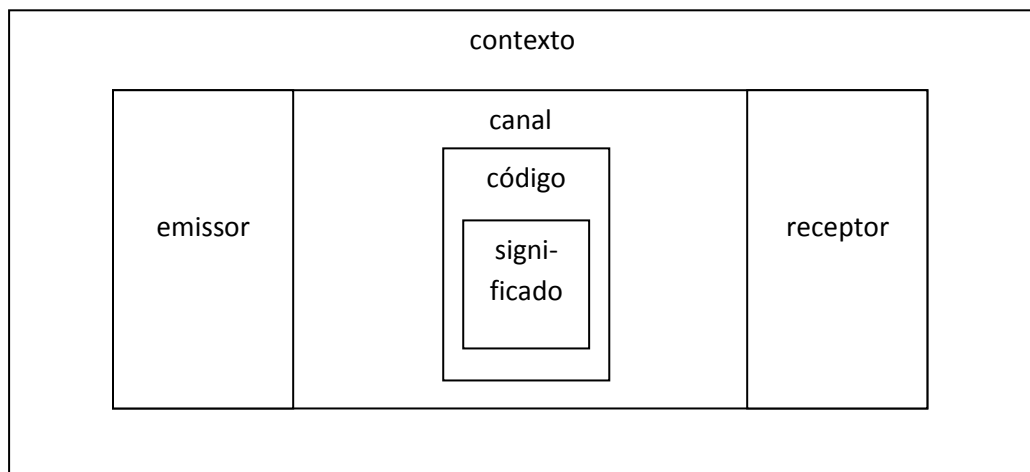 contexto
canal
código
emissor
signi-
ficado
receptor